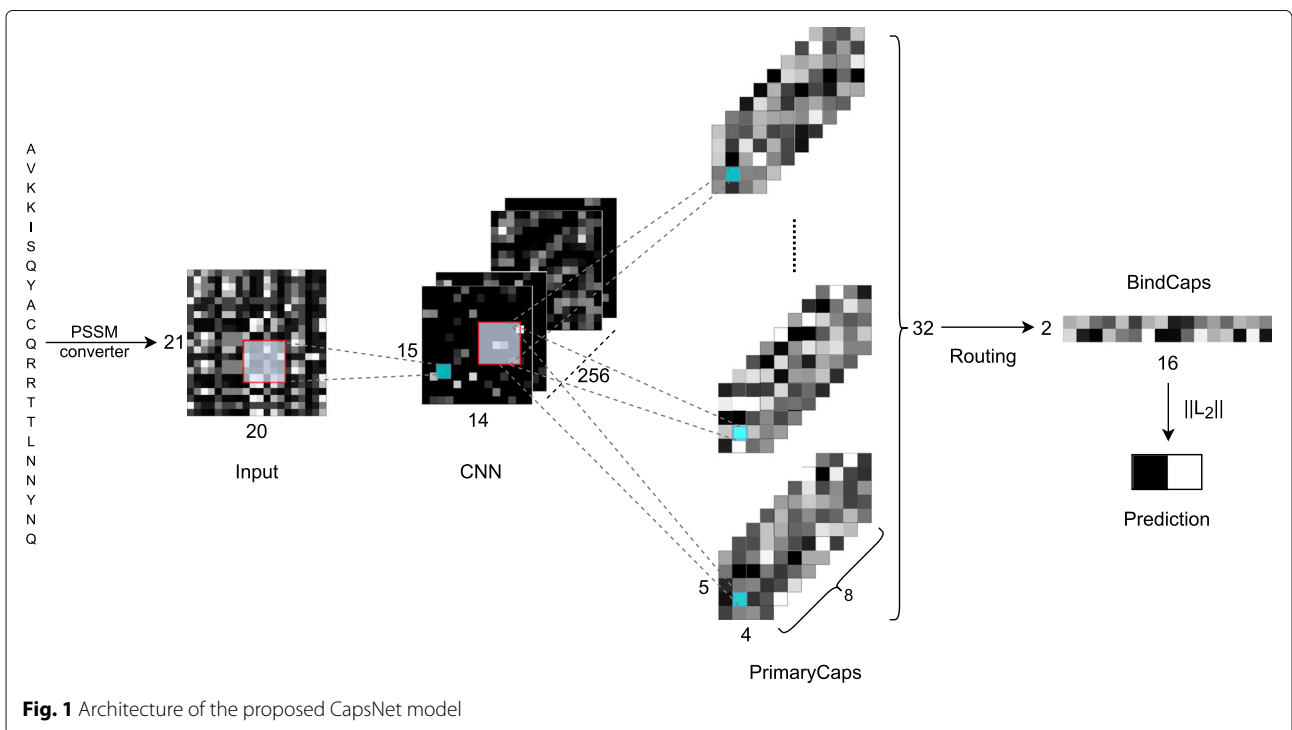 A
V
K
K
I
S
Q
Y
A
C
Q
R
R
T
T
L
N
N
Y
N
Q
PSSM
converter
21
20
Input
15
14
256
CNN
5
4
8
PrimaryCaps
32
Routing
BindCaps
2
16
||L2||
Prediction
Fig. 1 Architecture of the proposed CapsNet model